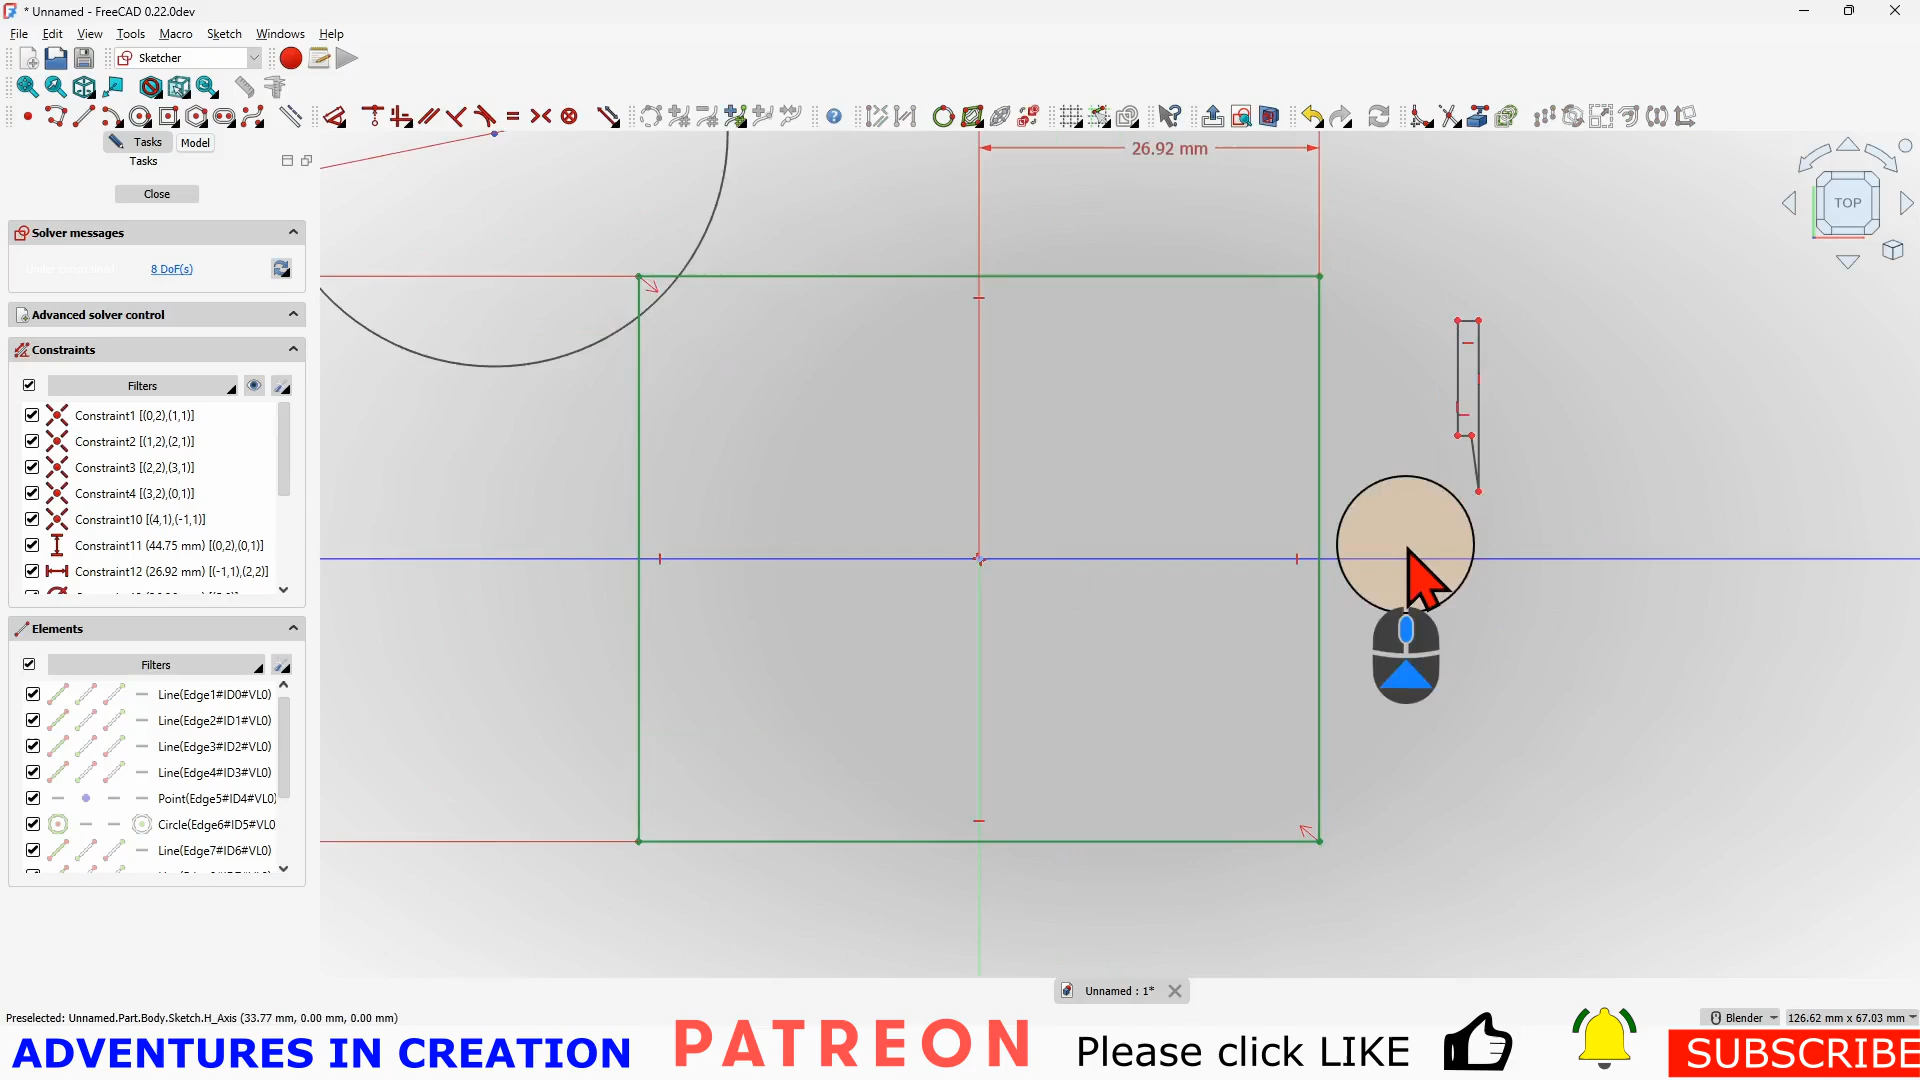 * Unnamed - FreeCAD 0.22.0dev
File Edit View Tools Macro Sketch Windows Help
Sketcher
Tasks Model
Tasks
Close
Solver messages
Under constrained: 8 DoF(s)
Advanced solver control
Constraints
Filters
Constraint1 [(0,2),(1,1)]
Constraint2 [(1,2),(2,1)]
Constraint3 [(2,2),(3,1)]
Constraint4 [(3,2),(0,1)]
Constraint10 [(4,1),(-1,1)]
Constraint11 (44.75 mm) [(0,2),(0,1)]
Constraint12 (26.92 mm) [(-1,1),(2,2)]
Elements
Filters
Line(Edge1#ID0#VL0)
Line(Edge2#ID1#VL0)
Line(Edge3#ID2#VL0)
Line(Edge4#ID3#VL0)
Point(Edge5#ID4#VL0)
Circle(Edge6#ID5#VL0
Line(Edge7#ID6#VL0)
26.92 mm
TOP
Unnamed : 1*
Preselected: Unnamed.Part.Body.Sketch.H_Axis (33.77 mm, 0.00 mm, 0.00 mm)
Blender
126.62 mm x 67.03 mm
ADVENTURES IN CREATION
PATREON
Please click LIKE
SUBSCRIBE